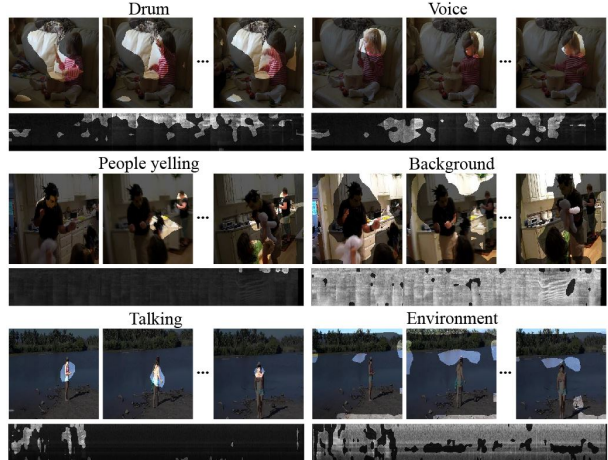 Drum
Voice
...
...
People yelling
Background
...
...
Talking
Environment
...
...